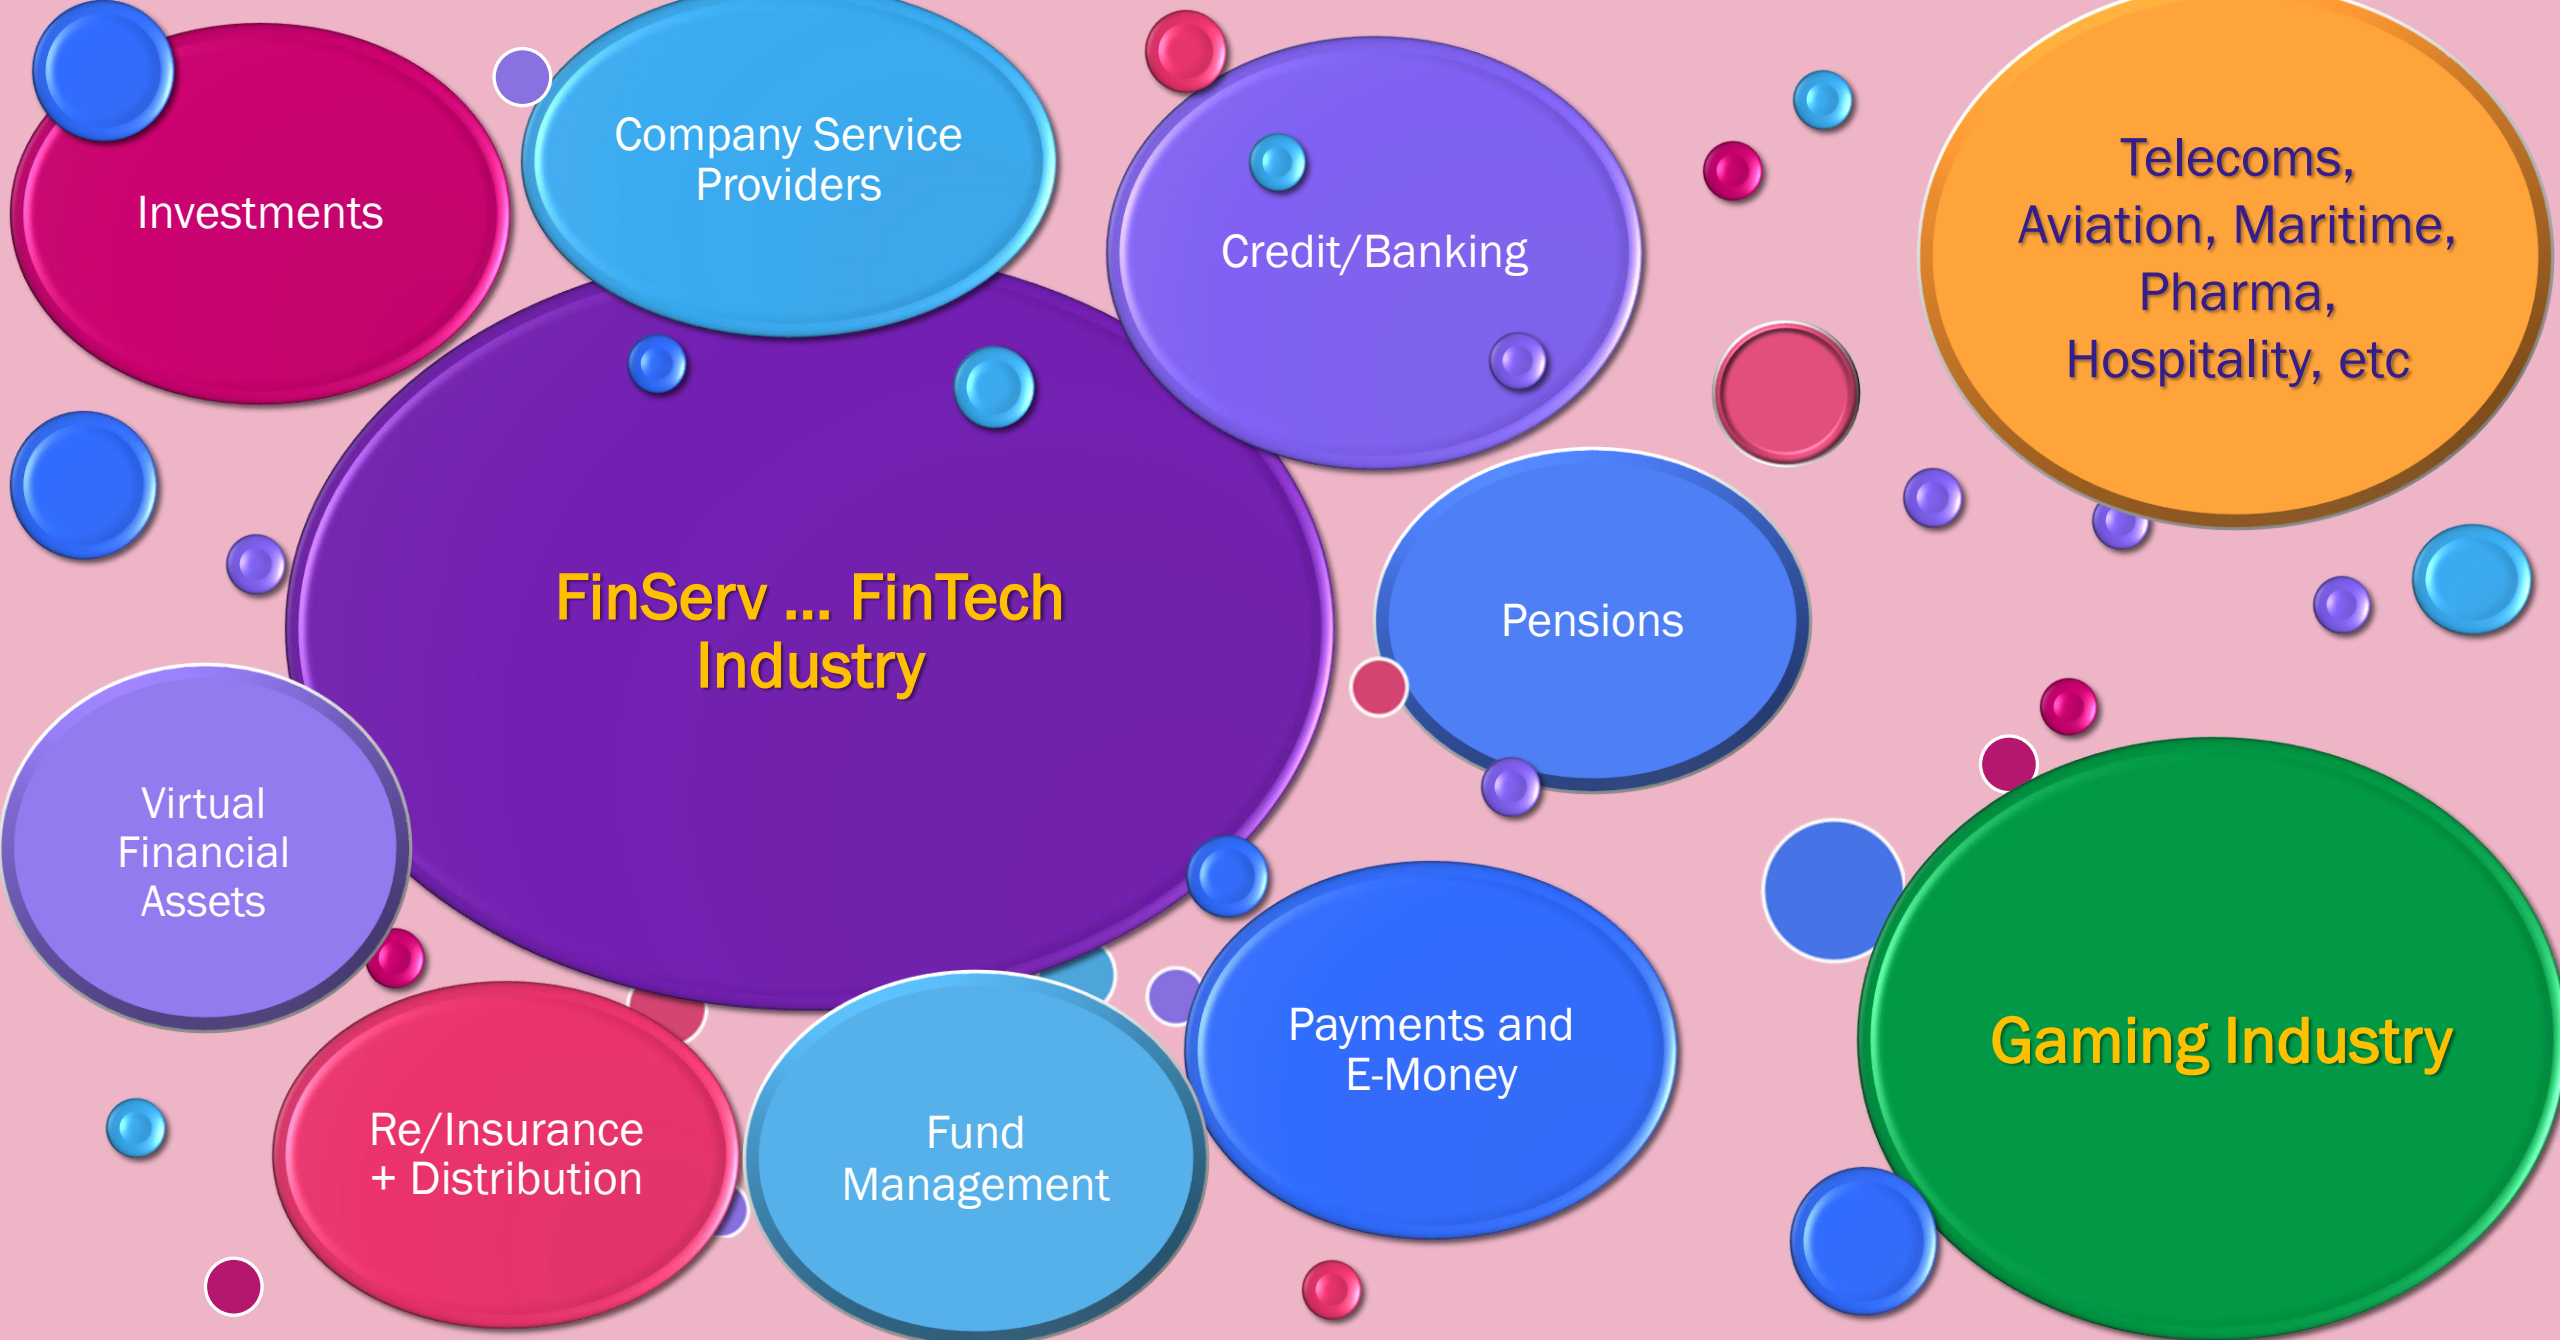 Investments
Company Service
Providers
Credit/Banking
Telecoms,
Aviation, Maritime,
Pharma,
Hospitality, etc
FinServ ... FinTech
Industry
Pensions
Virtual
Financial
Assets
Payments and
E-Money
Gaming Industry
Re/Insurance
+ Distribution
Fund
Management